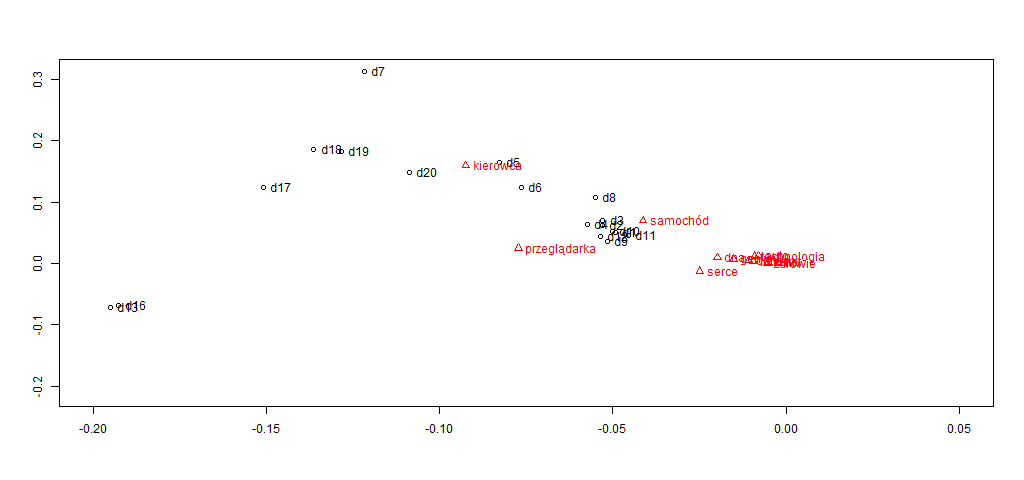 0.3
d7
0.2
d18
d19
d5
kierowca
d20
0.1
d17
d6
d8
d3
samochód
d4
d2
d10
d11
d9
przeglądarka
0.0
serce
zdrowie
-0.1
d13
d16
-0.2
-0.20
-0.15
-0.10
-0.05
0.00
0.05